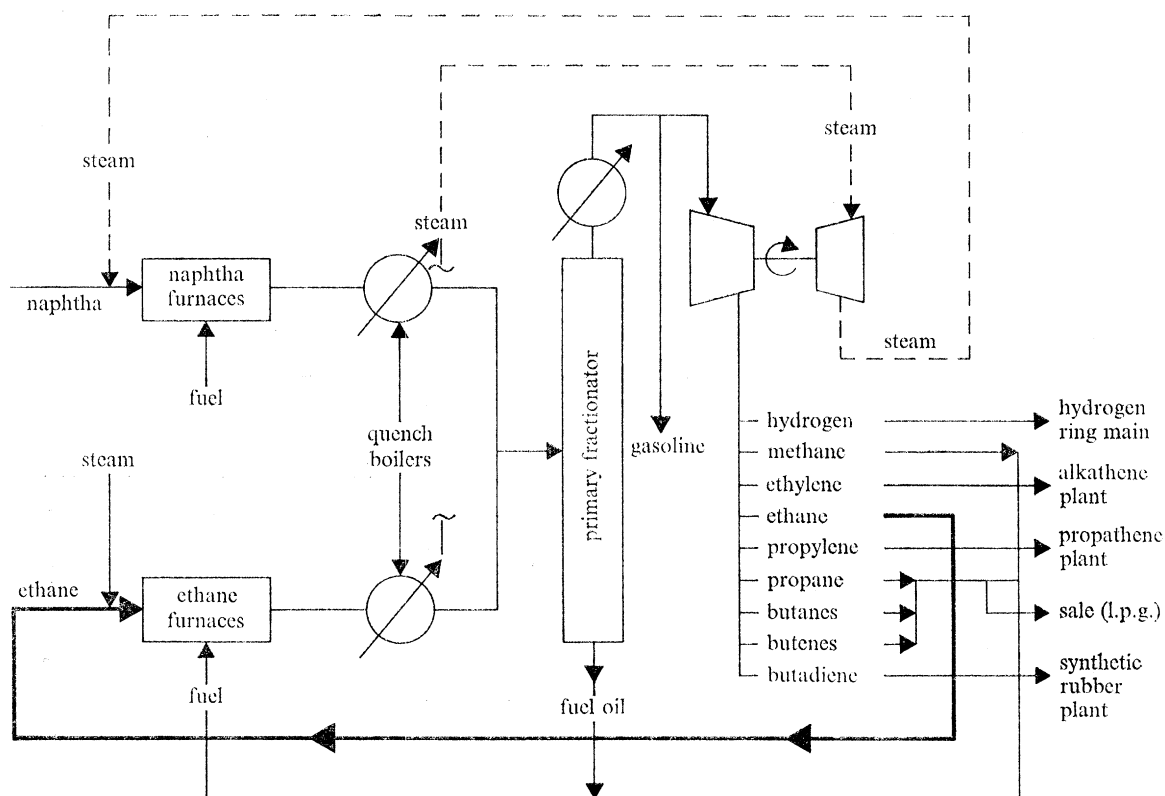 steam
steam
steam
steam
naphtha
naphtha
furnaces
fuel
steam
quench
boilers
primary fractionator
gasoline
steam
hydrogen
methane
ethylene
ethane
propylene
propane
butanes
butenes
butadiene
hydrogen
ring main
alkathene
plant
propathene
plant
sale (l.p.g.)
synthetic
rubber
plant
ethane
ethane
furnaces
fuel
fuel oil